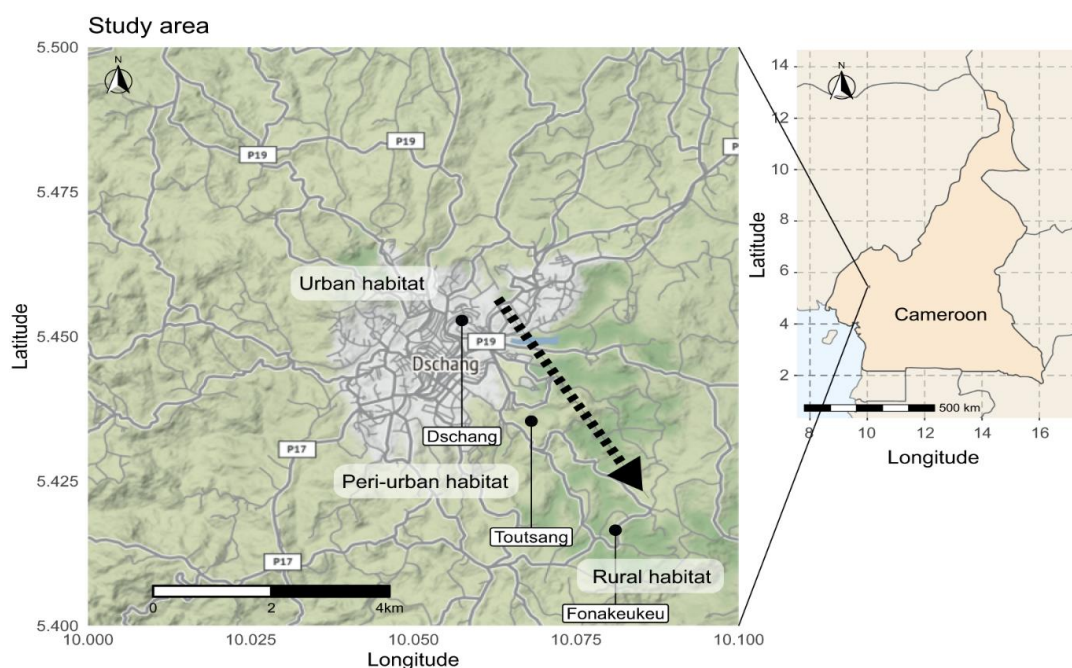 Study area
5.500
5.475
5.450
5.425
5.400
Latitude
N
P19
P19
P19
Urban habitat
P19
Dschang
Dschang
P17
Peri-urban habitat
Toutsang
P17
Rural habitat
Fonakeukeu
0 2 4km
10.000 10.025 10.050 10.075 10.100
Longitude
N
14
12
10
8
6
4
2
Latitude
Cameroon
500 km
8 10 12 14 16
Longitude